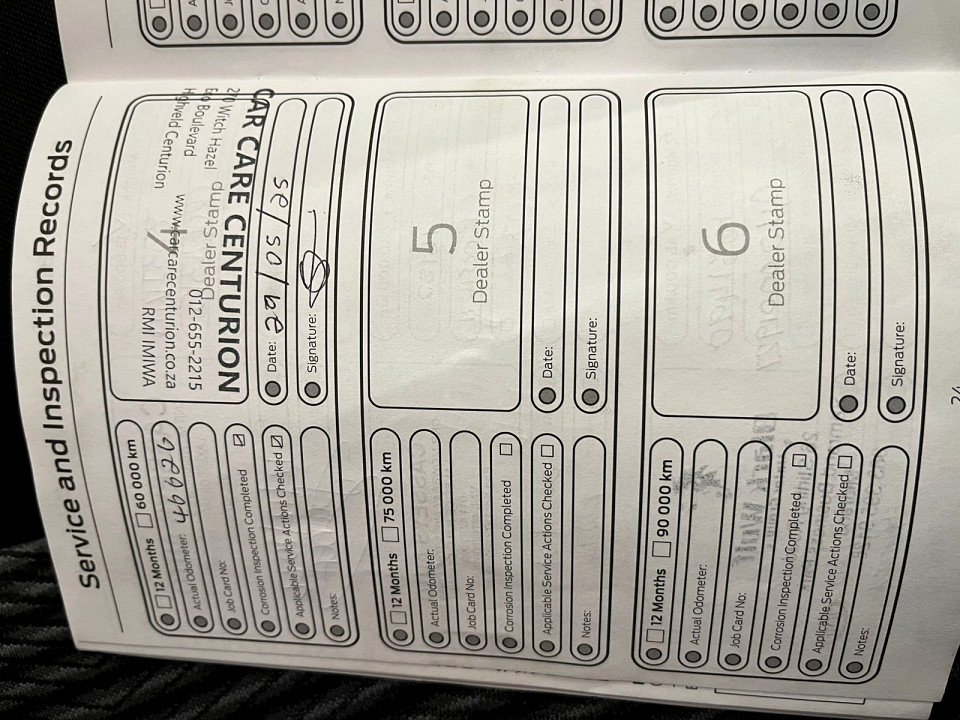 Service and Inspection Records
12 Months 60 000 km
Actual Odometer:
Job Card No:
Corrosion Inspection Completed
Applicable Service Actions Checked
Notes:
4
Dealer Stamp
CAR CARE CENTURION
270 Witch Hazel
Eco Boulevard 012-655-2215
Highveld Centurion www.carcarecenturion.co.za
RMI IMIWA
Date:
Signature:
12 Months 75 000 km
Actual Odometer:
Job Card No:
Corrosion Inspection Completed
Applicable Service Actions Checked
Notes:
5
Dealer Stamp
Date:
Signature:
12 Months 90 000 km
Actual Odometer:
Job Card No:
Corrosion Inspection Completed
Applicable Service Actions Checked
Notes:
6
Dealer Stamp
Date:
Signature: